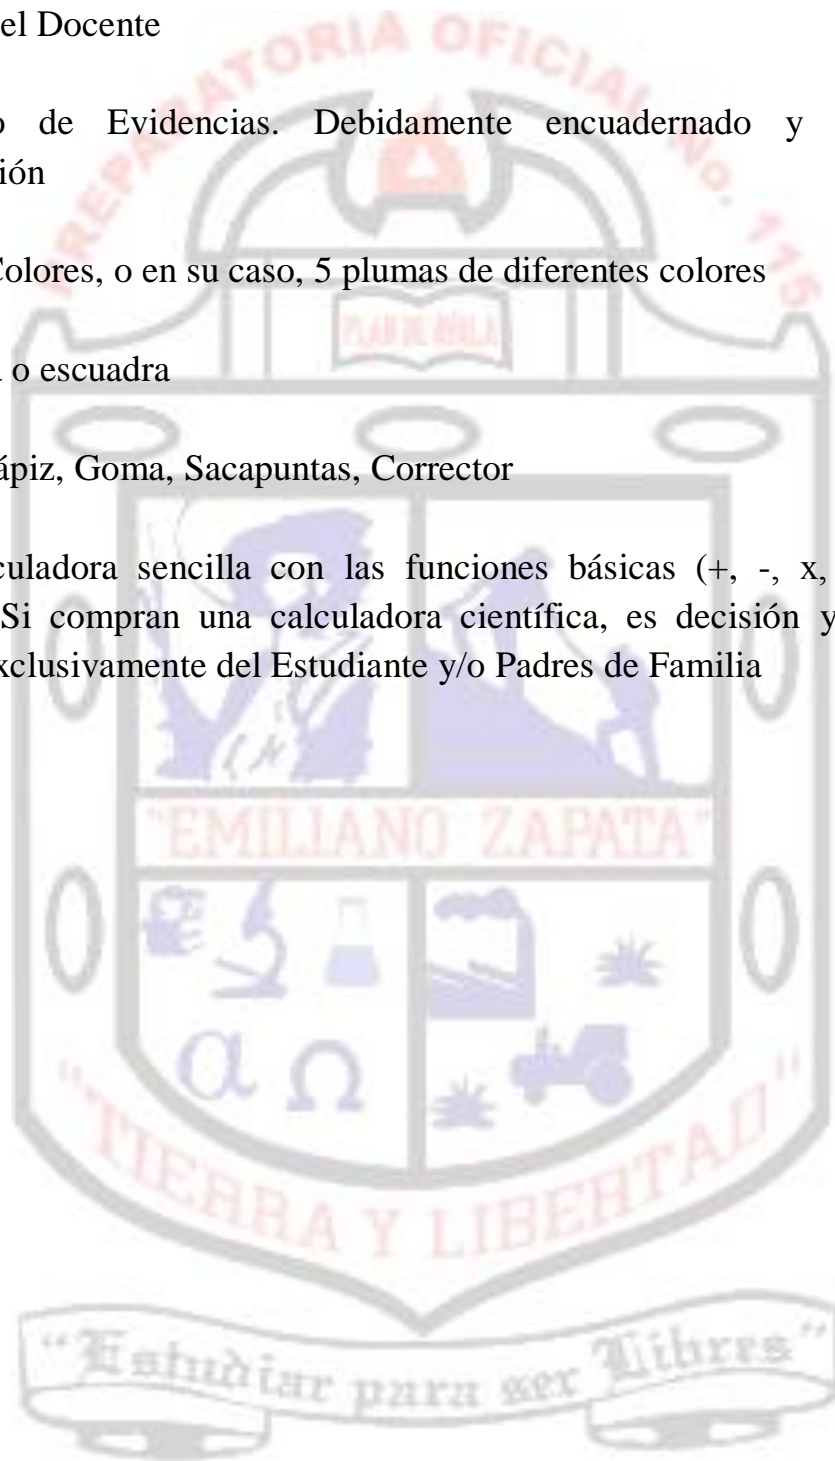 el Docente
PREPARATORIA OFICIAL No. 115
o de Evidencias. Debidamente encuadernado y
ión
Colores, o en su caso, 5 plumas de diferentes colores
PLAN DE AYALA
a o escuadra
ápiz, Goma, Sacapuntas, Corrector
culadora sencilla con las funciones básicas (+, -, x,
Si compran una calculadora científica, es decisión y
xclusivamente del Estudiante y/o Padres de Familia
"EMILIANO ZAPATA"
α Ω
"TIERRA Y LIBERTAD"
"Estudiar para ser Libres"